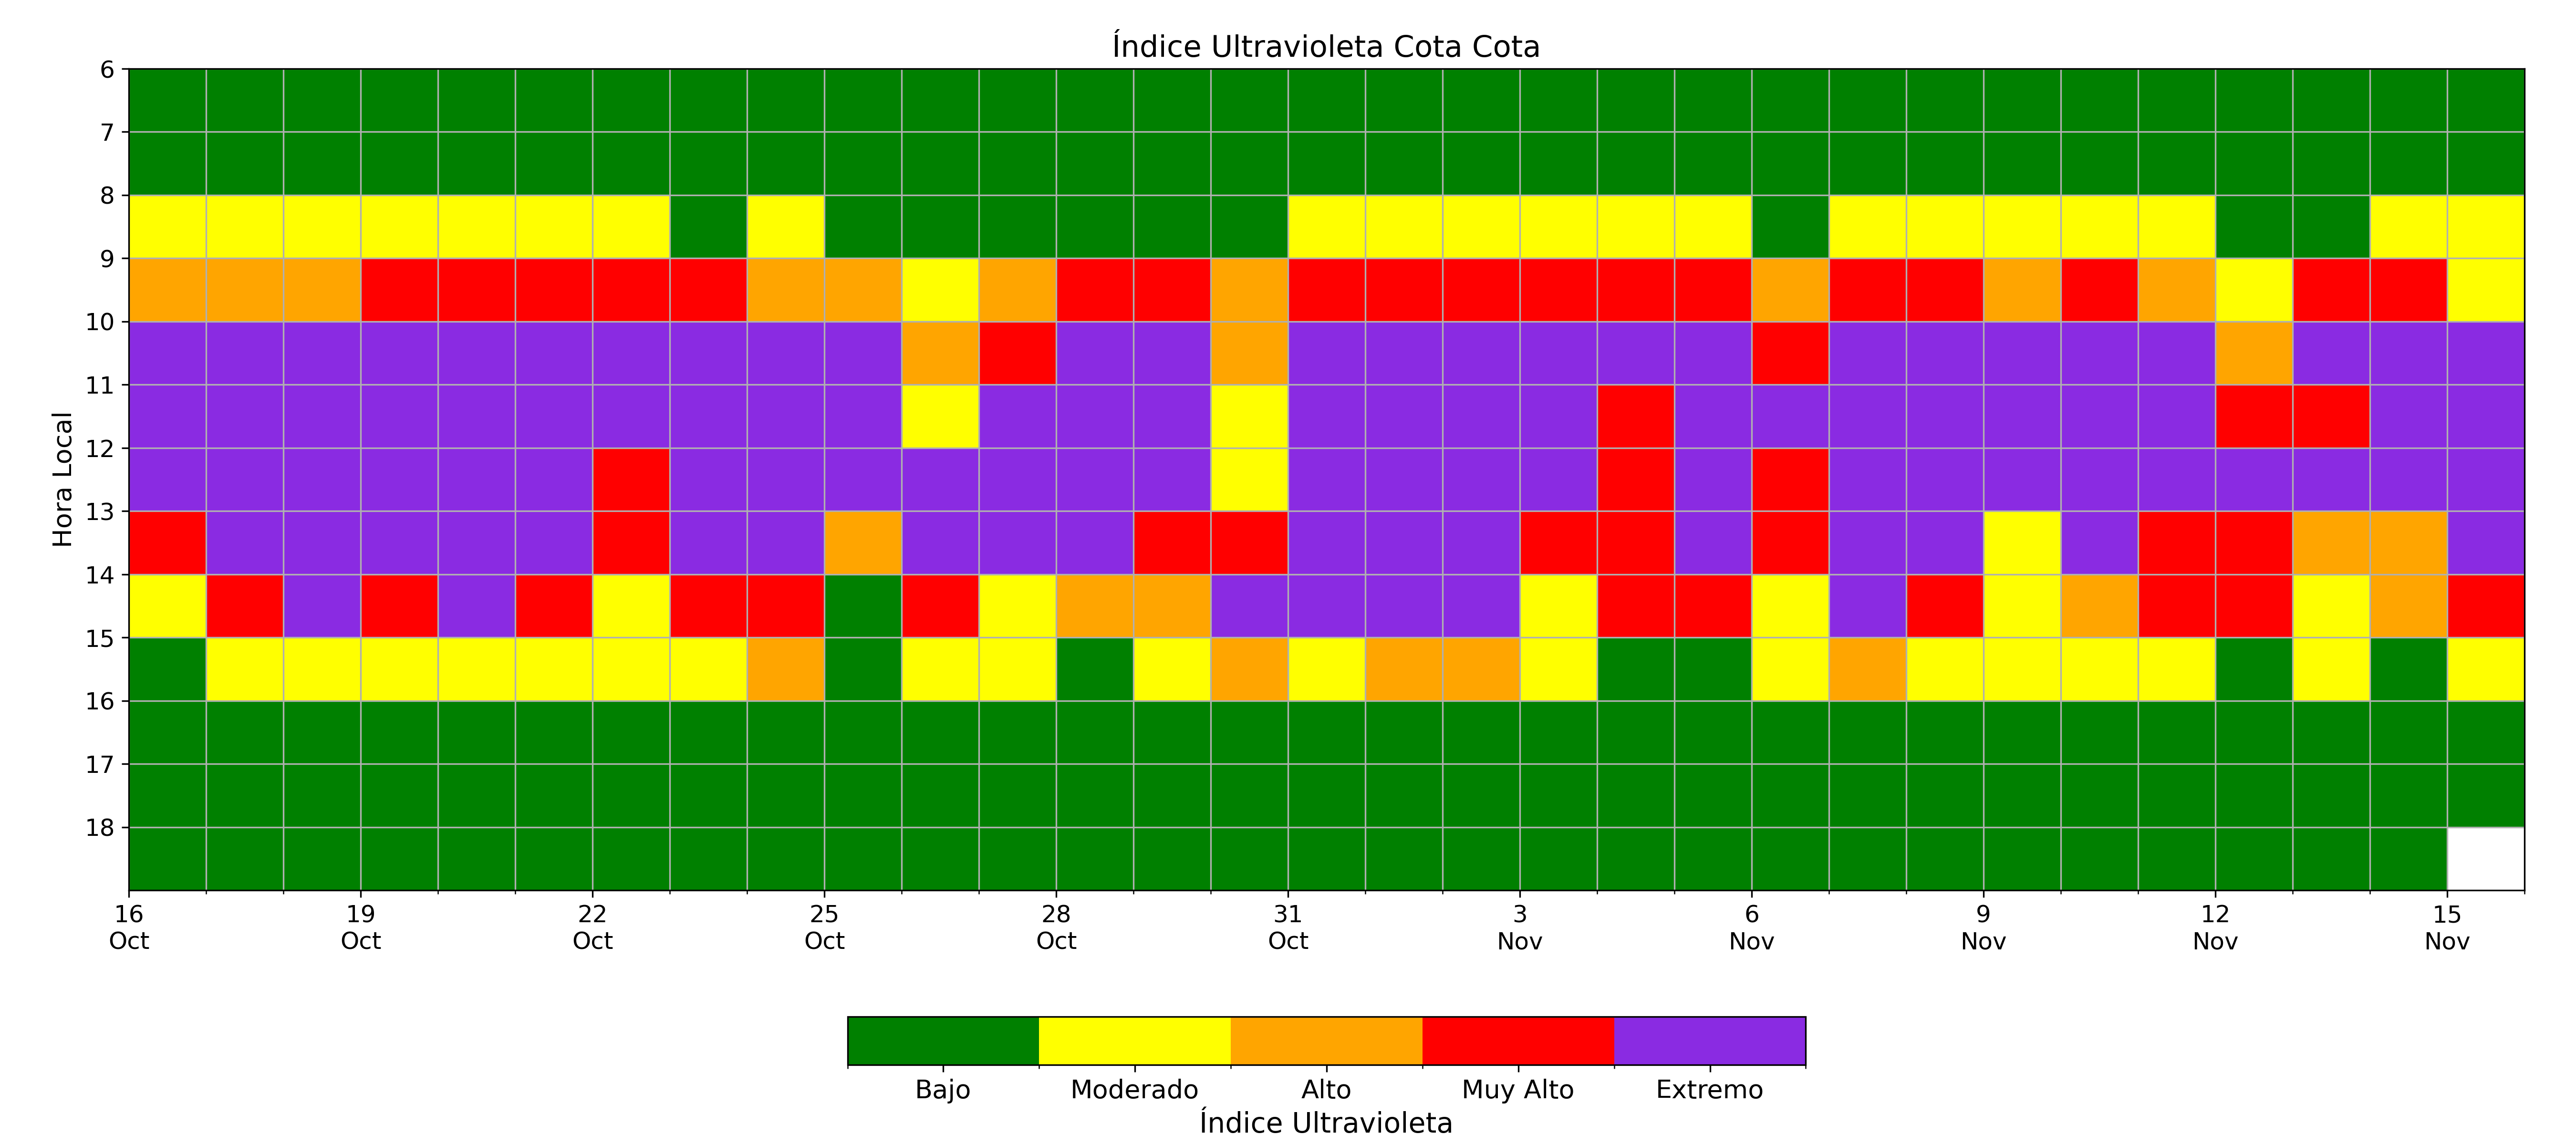 Índice Ultravioleta Cota Cota
Hora Local
6
7
8
9
10
11
12
13
14
15
16
17
18
16 19 22 25 28 31 3 6 9 12 15
Oct Oct Oct Oct Oct Oct Nov Nov Nov Nov Nov
Bajo Moderado Alto Muy Alto Extremo
Índice Ultravioleta